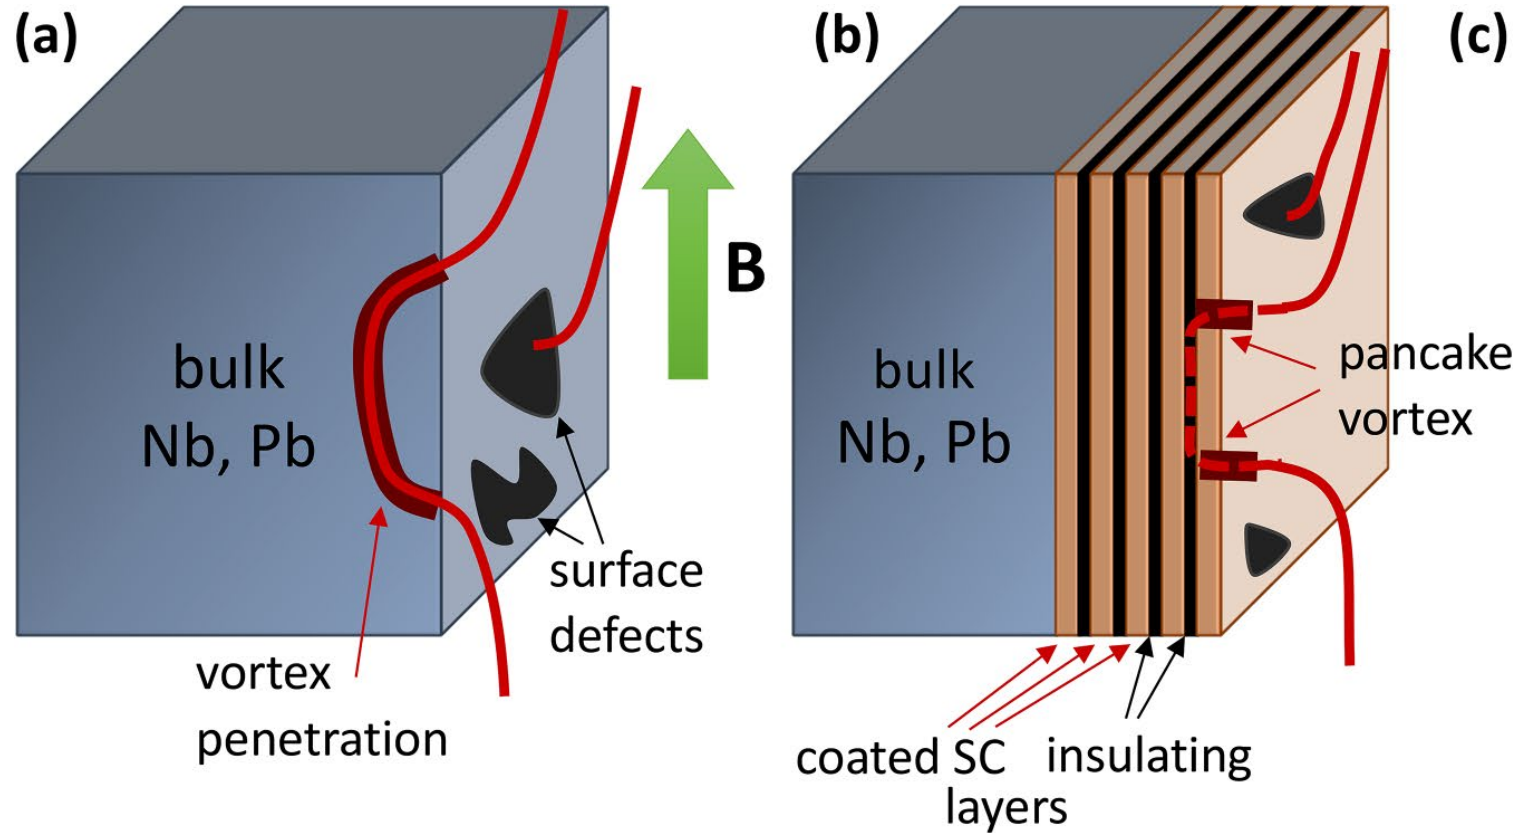 (a)
(b)
(c)
B
bulk
Nb, Pb
surface
defects
vortex
penetration
bulk
Nb, Pb
pancake
vortex
coated SC insulating
layers